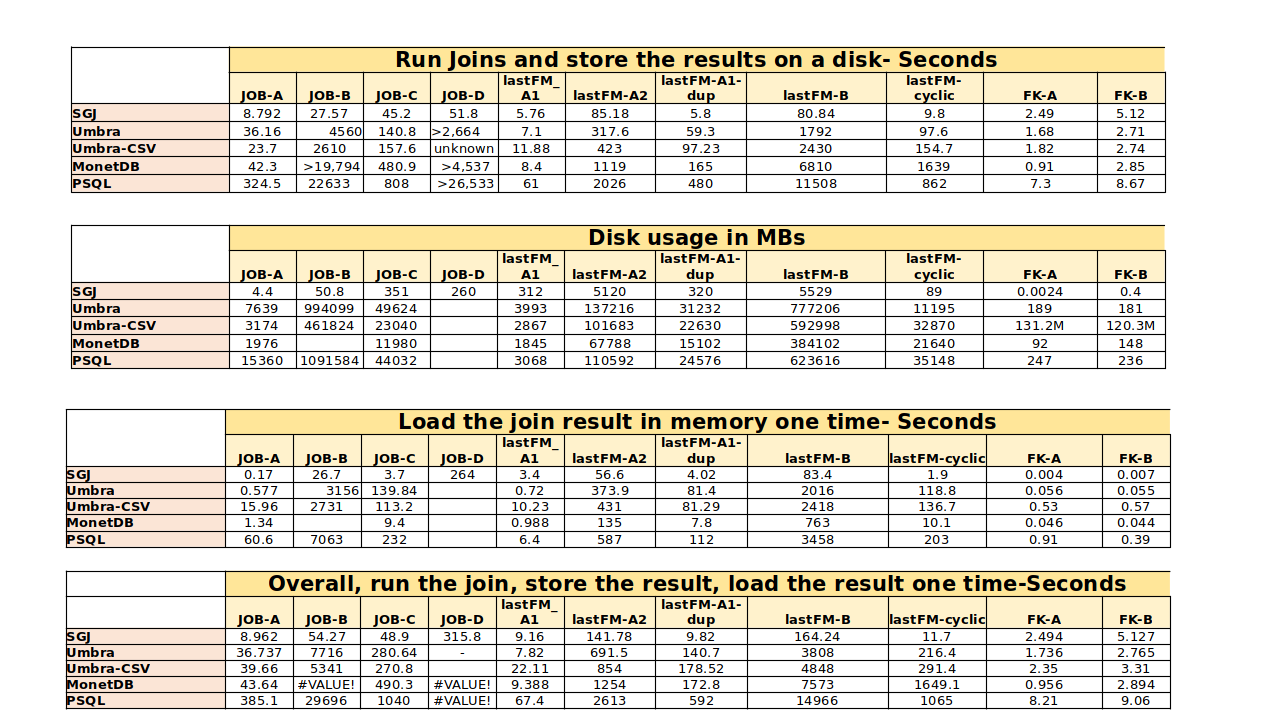 Run Joins and store the results on a disk- Seconds
JOB-A JOB-B JOB-C JOB-D lastFM_A1 lastFM-A2 lastFM-A1-dup lastFM-B lastFM-cyclic FK-A FK-B
SGJ 8.792 27.57 45.2 51.8 5.76 85.18 5.8 80.84 9.8 2.49 5.12
Umbra 36.16 4560 140.8 >2,664 7.1 317.6 59.3 1792 97.6 1.68 2.71
Umbra-CSV 23.7 2610 157.6 unknown 11.88 423 97.23 2430 154.7 1.82 2.74
MonetDB 42.3 >19,794 480.9 >4,537 8.4 1119 165 6810 1639 0.91 2.85
PSQL 324.5 22633 808 >26,533 61 2026 480 11508 862 7.3 8.67
Disk usage in MBs
JOB-A JOB-B JOB-C JOB-D lastFM_A1 lastFM-A2 lastFM-A1-dup lastFM-B lastFM-cyclic FK-A FK-B
SGJ 4.4 50.8 351 260 312 5120 320 5529 89 0.0024 0.4
Umbra 7639 994099 49624 3993 137216 31232 777206 11195 189 181
Umbra-CSV 3174 461824 23040 2867 101683 22630 592998 32870 131.2M 120.3M
MonetDB 1976 11980 1845 67788 15102 384102 21640 92 148
PSQL 15360 1091584 44032 3068 110592 24576 623616 35148 247 236
Load the join result in memory one time- Seconds
JOB-A JOB-B JOB-C JOB-D lastFM_A1 lastFM-A2 lastFM-A1-dup lastFM-B lastFM-cyclic FK-A FK-B
SGJ 0.17 26.7 3.7 264 3.4 56.6 4.02 83.4 1.9 0.004 0.007
Umbra 0.577 3156 139.84 0.72 373.9 81.4 2016 118.8 0.056 0.055
Umbra-CSV 15.96 2731 113.2 10.23 431 81.29 2418 136.7 0.53 0.57
MonetDB 1.34 9.4 0.988 135 7.8 763 10.1 0.046 0.044
PSQL 60.6 7063 232 6.4 587 112 3458 203 0.91 0.39
Overall, run the join, store the result, load the result one time-Seconds
JOB-A JOB-B JOB-C JOB-D lastFM_A1 lastFM-A2 lastFM-A1-dup lastFM-B lastFM-cyclic FK-A FK-B
SGJ 8.962 54.27 48.9 315.8 9.16 141.78 9.82 164.24 11.7 2.494 5.127
Umbra 36.737 7716 280.64 - 7.82 691.5 140.7 3808 216.4 1.736 2.765
Umbra-CSV 39.66 5341 270.8 22.11 854 178.52 4848 291.4 2.35 3.31
MonetDB 43.64 #VALUE! 490.3 #VALUE! 9.388 1254 172.8 7573 1649.1 0.956 2.894
PSQL 385.1 29696 1040 #VALUE! 67.4 2613 592 14966 1065 8.21 9.06